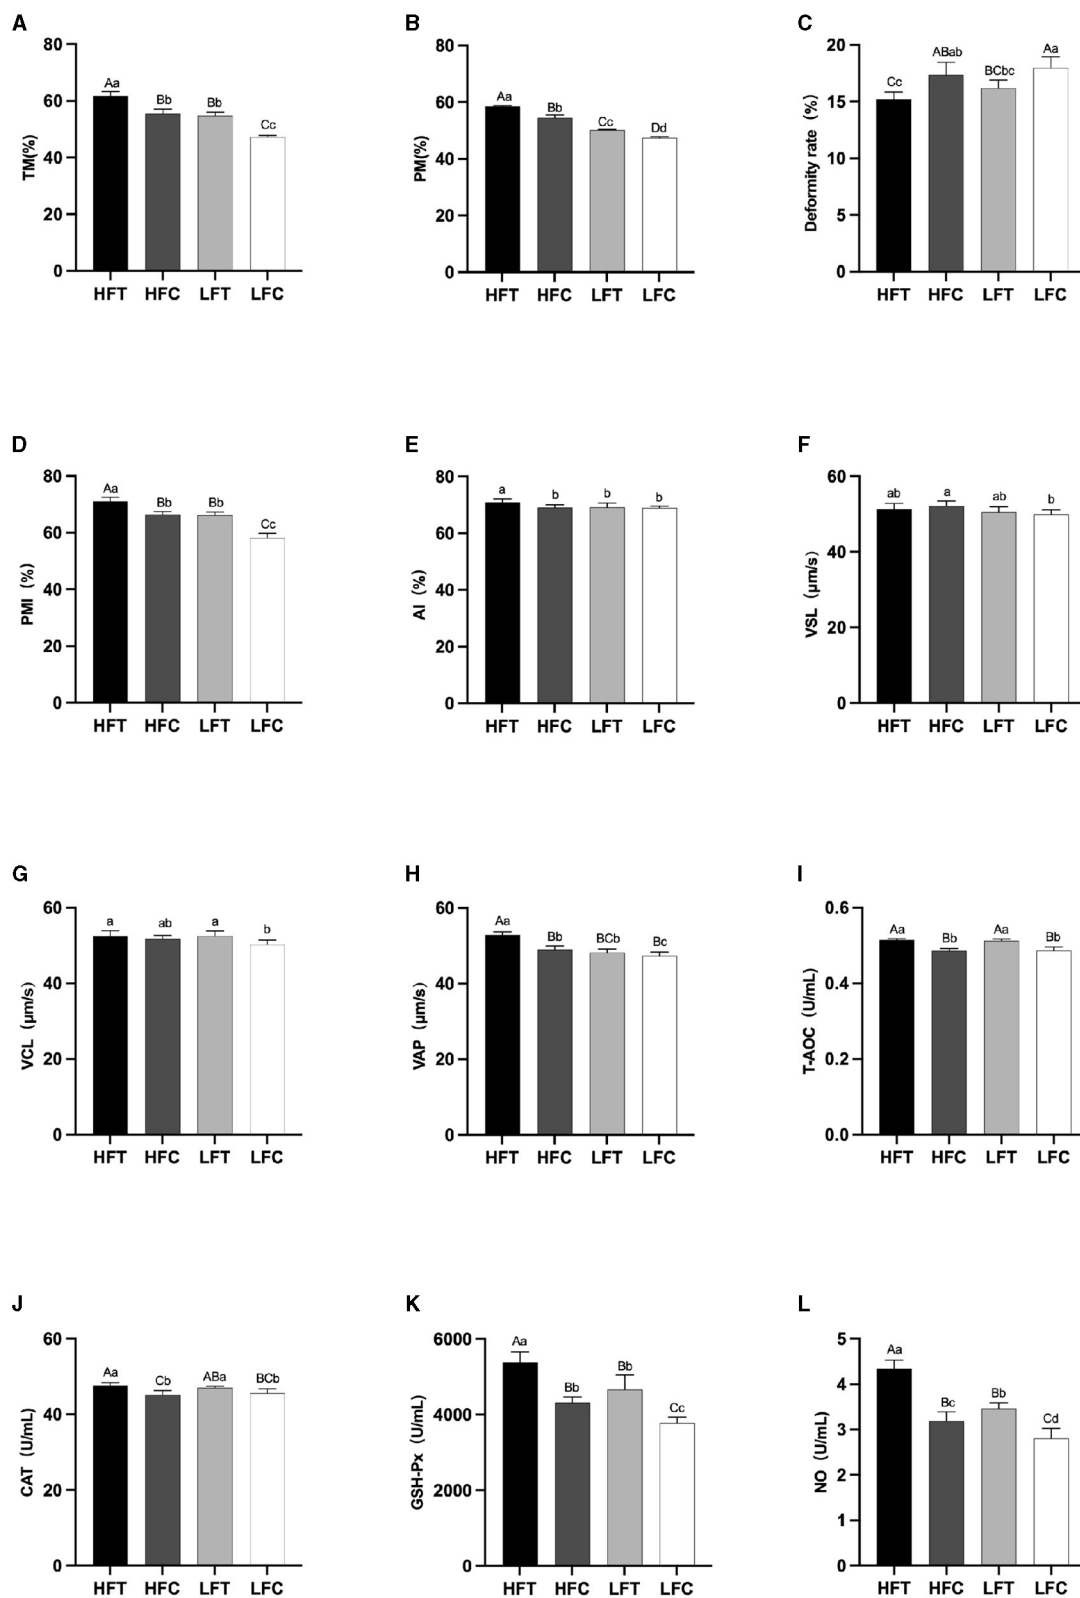 A
TM(%)
80
60
40
20
0
Aa
Bb
Bb
Cc
HFT HFC LFT LFC
B
PM(%)
80
60
40
20
0
Aa
Bb
Cc
Dd
HFT HFC LFT LFC
C
Deformity rate (%)
20
15
10
5
0
Cc
ABab
BCbc
Aa
HFT HFC LFT LFC
D
PMI (%)
80
60
40
20
0
Aa
Bb
Bb
Cc
HFT HFC LFT LFC
E
AI (%)
80
60
40
20
0
a
b
b
b
HFT HFC LFT LFC
F
VSL (μm/s)
60
40
20
0
ab
a
ab
b
HFT HFC LFT LFC
G
VCL (μm/s)
60
40
20
0
a
ab
a
b
HFT HFC LFT LFC
H
VAP (μm/s)
60
40
20
0
Aa
Bb
BCb
Bc
HFT HFC LFT LFC
I
T-AOC (U/mL)
0.6
0.4
0.2
0.0
Aa
Bb
Aa
Bb
HFT HFC LFT LFC
J
CAT (U/mL)
60
40
20
0
Aa
Cb
ABa
BCb
HFT HFC LFT LFC
K
GSH-Px (U/mL)
6000
4000
2000
0
Aa
Bb
Bb
Cc
HFT HFC LFT LFC
L
NO (U/mL)
5
4
3
2
1
0
Aa
Bc
Bb
Cd
HFT HFC LFT LFC